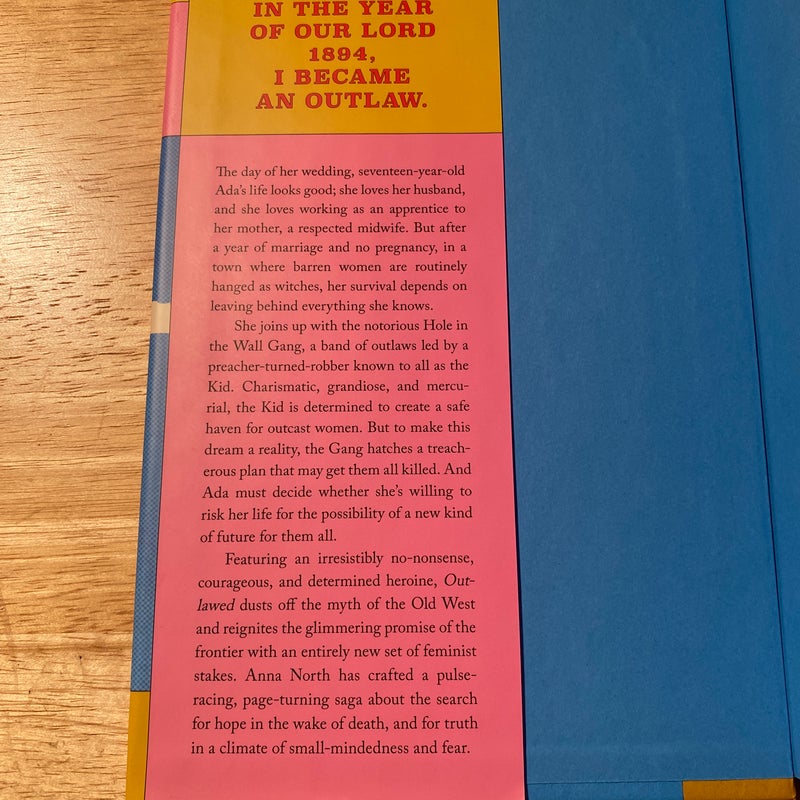 IN THE YEAR
OF OUR LORD
1894,
I BECAME
AN OUTLAW.
The day of her wedding, seventeen-year-old
Ada's life looks good; she loves her husband,
and she loves working as an apprentice to
her mother, a respected midwife. But after
a year of marriage and no pregnancy, in a
town where barren women are routinely
hanged as witches, her survival depends on
leaving behind everything she knows.
She joins up with the notorious Hole in
the Wall Gang, a band of outlaws led by a
preacher-turned-robber known to all as the
Kid. Charismatic, grandiose, and mercu-
rial, the Kid is determined to create a safe
haven for outcast women. But to make this
dream a reality, the Gang hatches a treach-
erous plan that may get them all killed. And
Ada must decide whether she's willing to
risk her life for the possibility of a new kind
of future for them all.
Featuring an irresistibly no-nonsense,
courageous, and determined heroine, Out-
lawed dusts off the myth of the Old West
and reignites the glimmering promise of the
frontier with an entirely new set of feminist
stakes. Anna North has crafted a pulse-
racing, page-turning saga about the search
for hope in the wake of death, and for truth
in a climate of small-mindedness and fear.